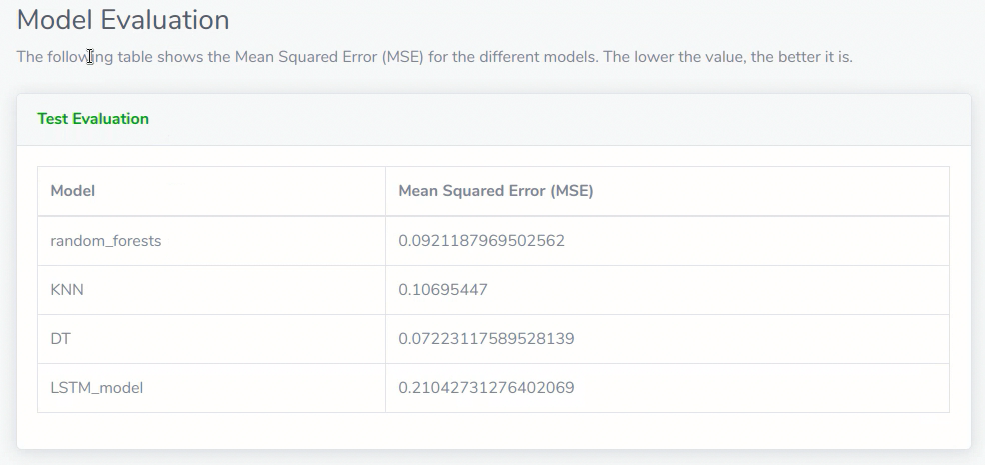 Model Evaluation
The following table shows the Mean Squared Error (MSE) for the different models. The lower the value, the better it is.
Test Evaluation
Model Mean Squared Error (MSE)
random_forests 0.0921187969502562
KNN 0.10695447
DT 0.07223117589528139
LSTM_model 0.21042731276402069